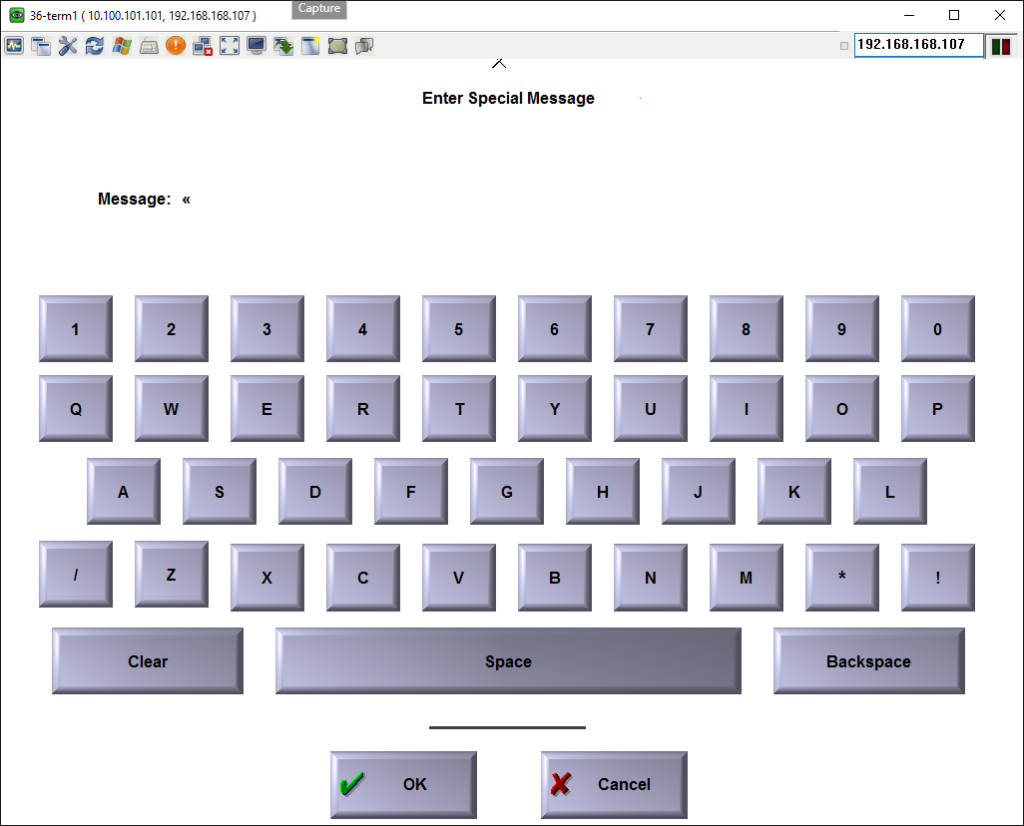 Capture
36-term1 ( 10.100.101.101, 192.168.168.107 )
192.168.168.107
Enter Special Message
Message: «
1 2 3 4 5 6 7 8 9 0
Q W E R T Y U I O P
A S D F G H J K L
/ Z X C V B N M * !
Clear Space Backspace
OK Cancel